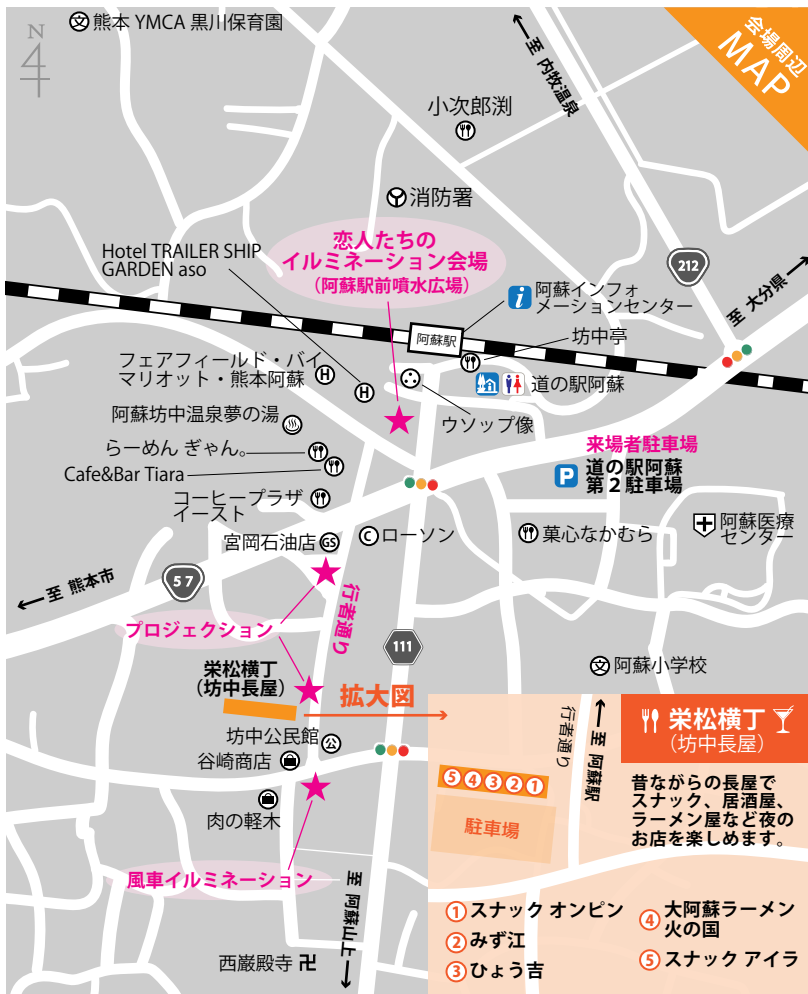 会場周辺
MAP
N
熊本 YMCA 黒川保育園
至 内牧温泉
小次郎渕
消防署
恋人たちの
イルミネーション会場
（阿蘇駅前噴水広場）
Hotel TRAILER SHIP
GARDEN aso
212
至 大分県
阿蘇インフォ
メーションセンター
阿蘇駅
坊中亭
フェアフィールド・バイ
マリオット・熊本阿蘇
道の駅阿蘇
ウソップ像
阿蘇坊中温泉夢の湯
らーめん ぎゃん。
Cafe&Bar Tiara
コーヒープラザ
イースト
来場者駐車場
P
道の駅阿蘇
第２駐車場
宮岡石油店
GS
C
ローソン
菓心なかむら
阿蘇医療
センター
至 熊本市
57
行者通り
プロジェクション
111
文
阿蘇小学校
栄松横丁
（坊中長屋）
拡大図
坊中公民館
公
谷崎商店
肉の軽木
風車イルミネーション
至 阿蘇山上
西巌殿寺 卍
行者通り
至 阿蘇駅
⑤④③②①
駐車場
栄松横丁
（坊中長屋）
昔ながらの長屋で
スナック、居酒屋、
ラーメン屋など夜の
お店を楽しめます。
① スナック オンピン
② みず江
③ ひょう吉
④ 大阿蘇ラーメン
火の国
⑤ スナック アイラ